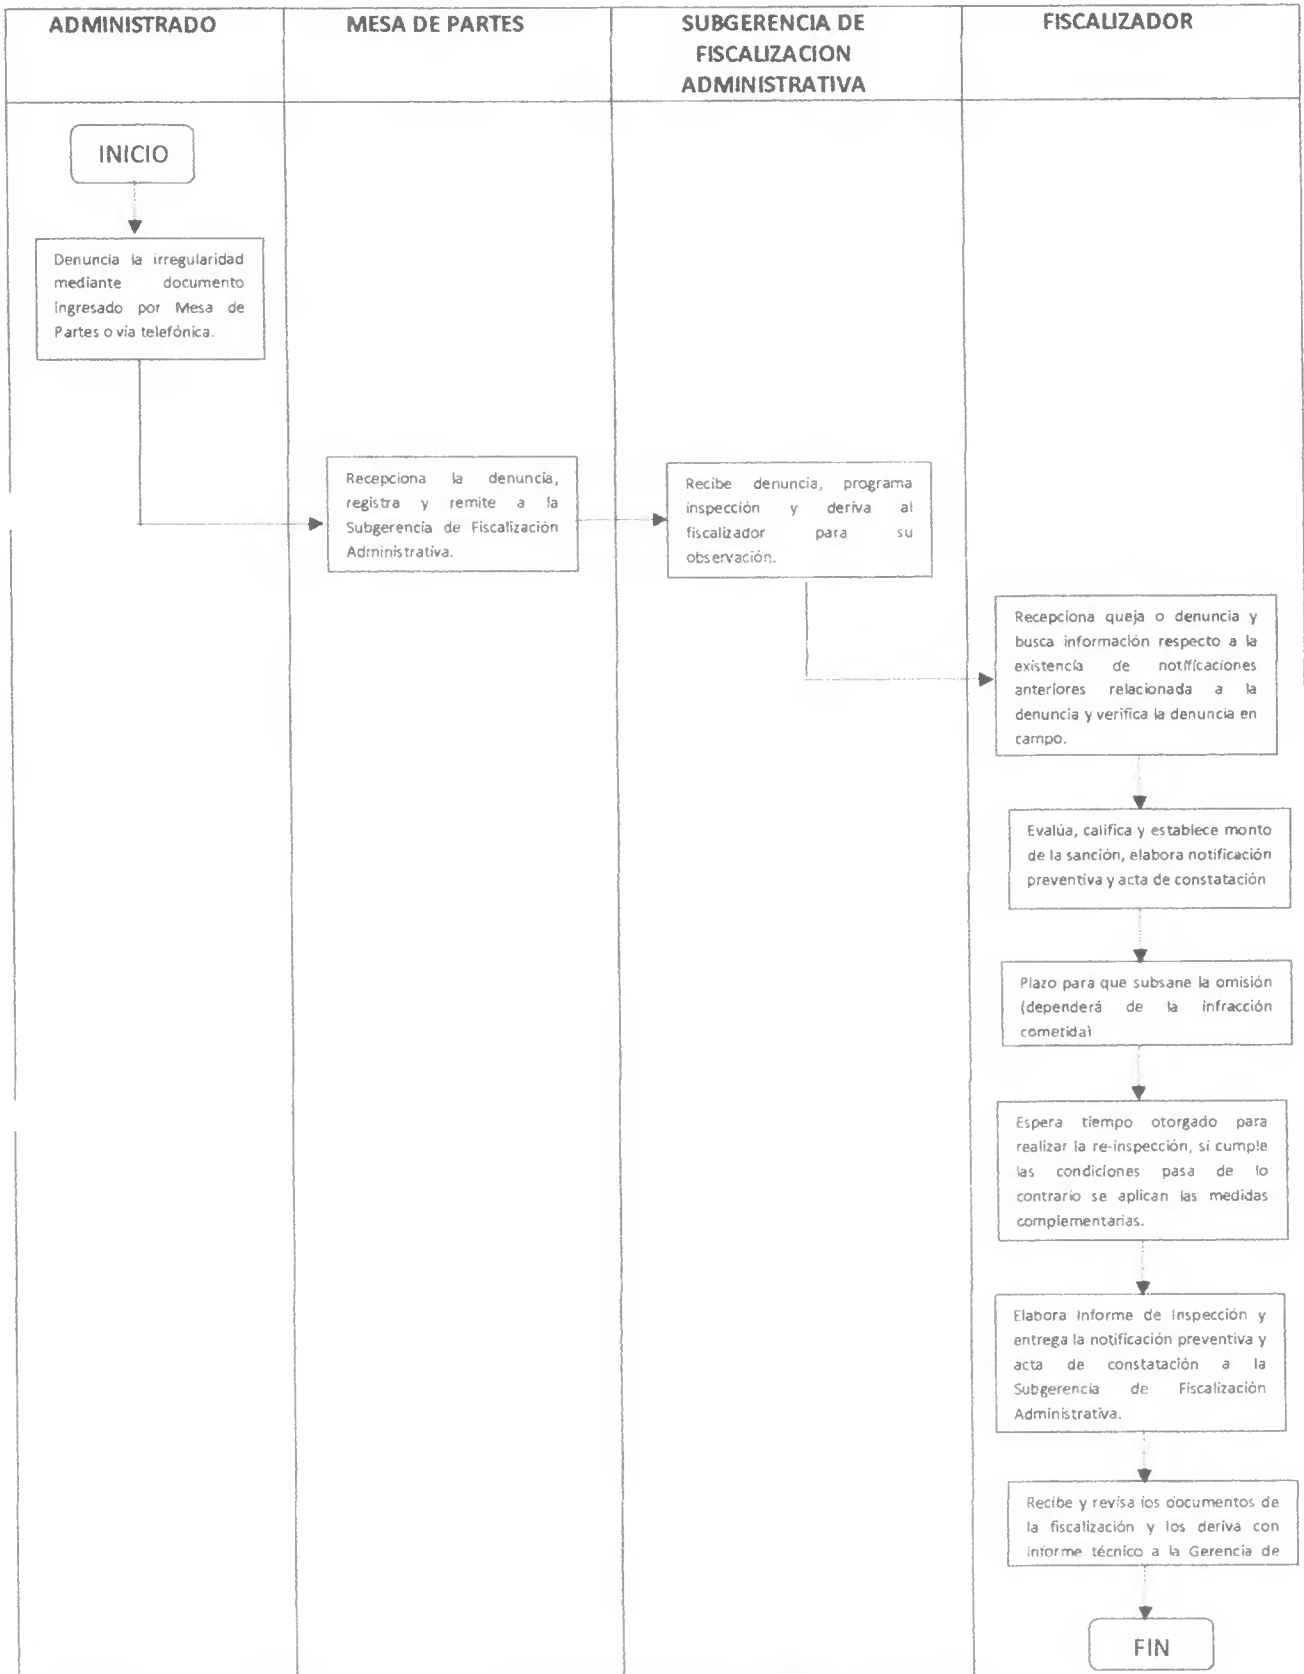 ADMINISTRADO
MESA DE PARTES
SUBGERENCIA DE
FISCALIZACION
ADMINISTRATIVA
FISCALIZADOR
INICIO
Denuncia la irregularidad
mediante documento
ingresado por Mesa de
Partes o vía telefónica.
Recepciona la denuncia,
registra y remite a la
Subgerencia de Fiscalización
Administrativa.
Recibe denuncia, programa
inspección y deriva al
fiscalizador para su
observación.
Recepciona queja o denuncia y
busca información respecto a la
existencia de notificaciones
anteriores relacionada a la
denuncia y verifica la denuncia en
campo.
Evalúa, califica y establece monto
de la sanción, elabora notificación
preventiva y acta de constatación
Plazo para que subsane la omisión
(dependerá de la infracción
cometida)
Espera tiempo otorgado para
realizar la re-inspección, si cumple
las condiciones pasa de lo
contrario se aplican las medidas
complementarias.
Elabora Informe de Inspección y
entrega la notificación preventiva y
acta de constatación a la
Subgerencia de Fiscalización
Administrativa.
Recibe y revisa los documentos de
la fiscalización y los deriva con
informe técnico a la Gerencia de
FIN